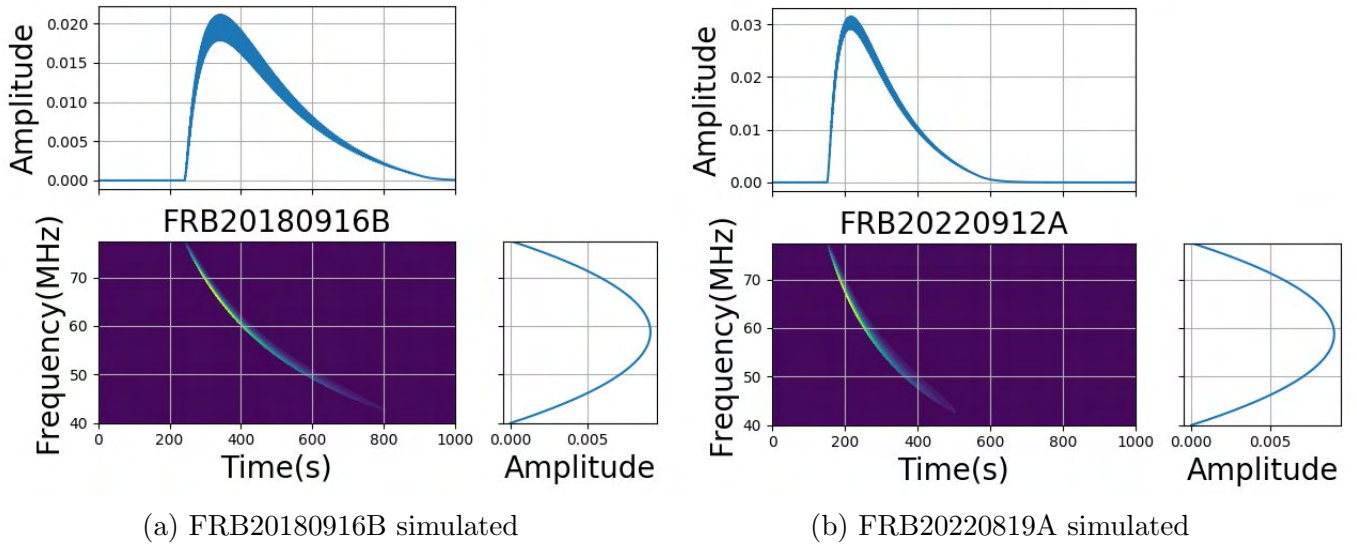 0.020
0.015
0.010
0.005
0.000
Amplitude
FRB20180916B
70
60
50
40
Frequency(MHz)
0 200 400 600 800 1000
Time(s)
0.000 0.005
Amplitude
(a) FRB20180916B simulated
0.03
0.02
0.01
0.00
Amplitude
FRB20220912A
70
60
50
40
Frequency(MHz)
0 200 400 600 800 1000
Time(s)
0.000 0.005
Amplitude
(b) FRB20220819A simulated